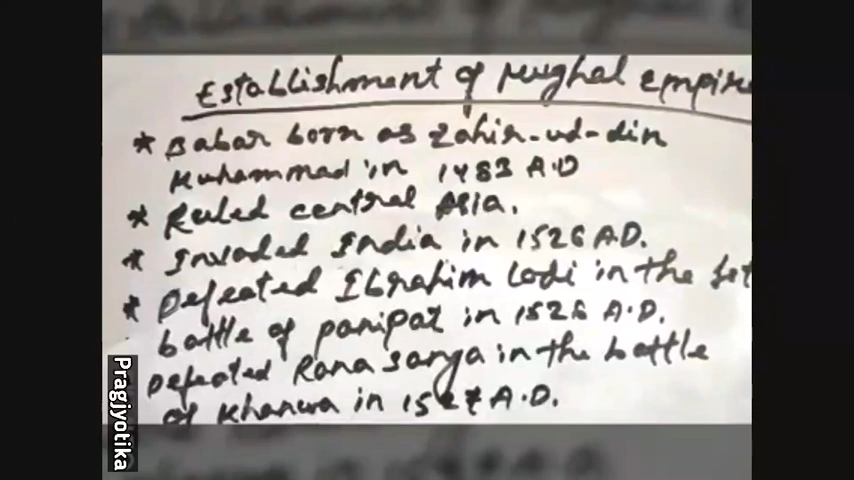 Establishment of Mughal empire
* Babar born as Zahir-ud-din
Muhammad in 1483 A.D
* Ruled central Asia.
* Invaded India in 1526 A.D.
* Defeated Ibrahim Lodi in the 1st
battle of panipat in 1526 A.D.
Defeated Rana sanga in the battle
of Khanwa in 1527 A.D.
Pragjyotika